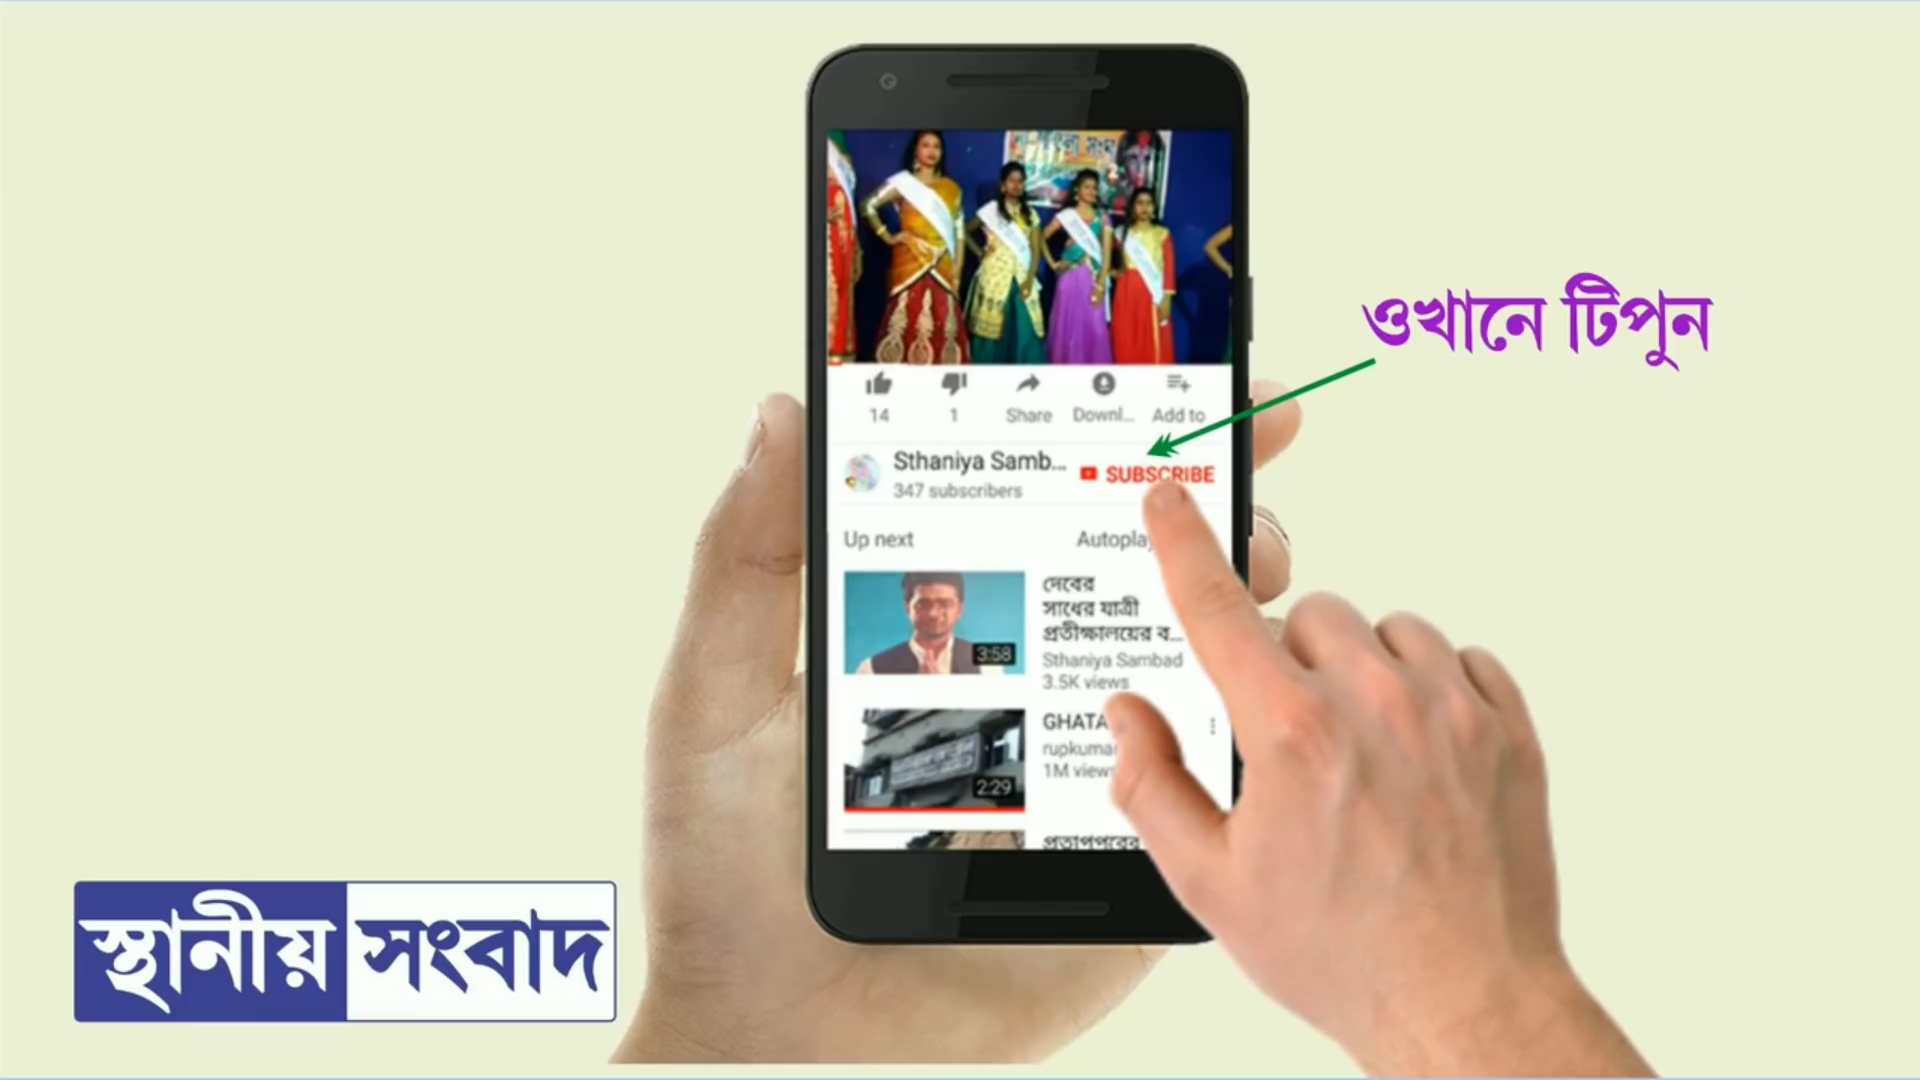 ওখানে টিপুন
14
1
Share
Downl...
Add to
Sthaniya Samb...
SUBSCRIBE
347 subscribers
Up next
Autoplay
3:58
দেবের
সাধের যাত্রী
প্রতীক্ষালয়ের ব...
Sthaniya Sambad
3.5K views
2:29
GHATA
rupkumar
1M views
স্থানীয় সংবাদ